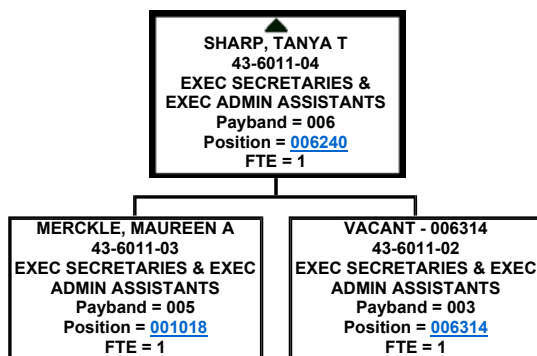 SHARP, TANYA T
43-6011-04
EXEC SECRETARIES &
EXEC ADMIN ASSISTANTS
Payband = 006
Position = 006240
FTE = 1
MERCKLE, MAUREEN A
43-6011-03
EXEC SECRETARIES & EXEC
ADMIN ASSISTANTS
Payband = 005
Position = 001018
FTE = 1
VACANT - 006314
43-6011-02
EXEC SECRETARIES & EXEC
ADMIN ASSISTANTS
Payband = 003
Position = 006314
FTE = 1